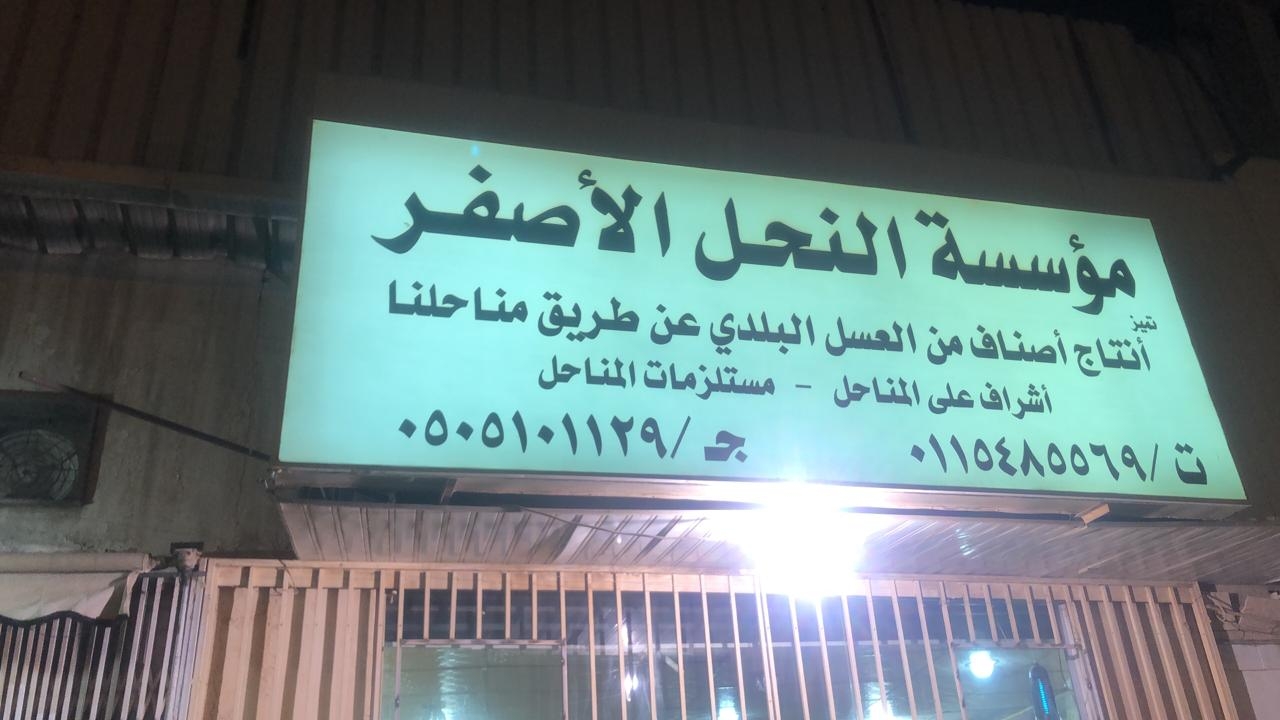 مؤسسة النحل الأصفر
تميز
أنتاج أصناف من العسل البلدي عن طريق مناحلنا
أشراف على المناحل - مستلزمات المناحل
ت / ٠١١٥٤٨٥٥٦٩ جـ / ٠٥٠٥١٠١١٢٩